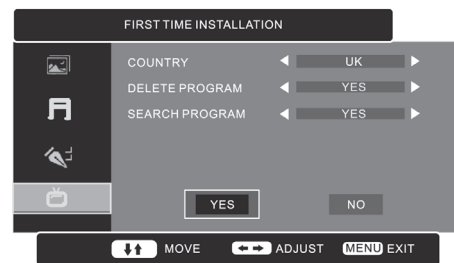 FIRST TIME INSTALLATION
COUNTRY UK
DELETE PROGRAM YES
SEARCH PROGRAM YES
YES NO
MOVE ADJUST MENU EXIT